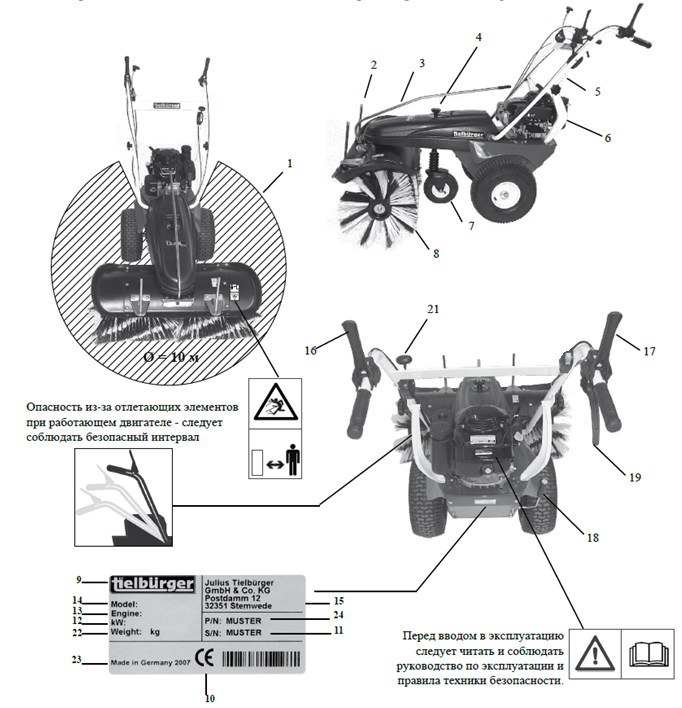 2
3
4
5
6
7
8
1
tielbürger
tielbürger
Ø = 10 м
Опасность из-за отлетающих элементов
при работающем двигателе - следует
соблюдать безопасный интервал
21
16
17
19
18
9
14
13
12
22
23
tielbürger
Model:
Engine:
kW:
Weight: kg
Julius Tielbürger
GmbH & Co. KG
Postdamm 12
32351 Stemwede
P/N: MUSTER
S/N: MUSTER
Made in Germany 2007
CE
15
24
11
10
Перед вводом в эксплуатацию
следует читать и соблюдать
руководство по эксплуатации и
правила техники безопасности.